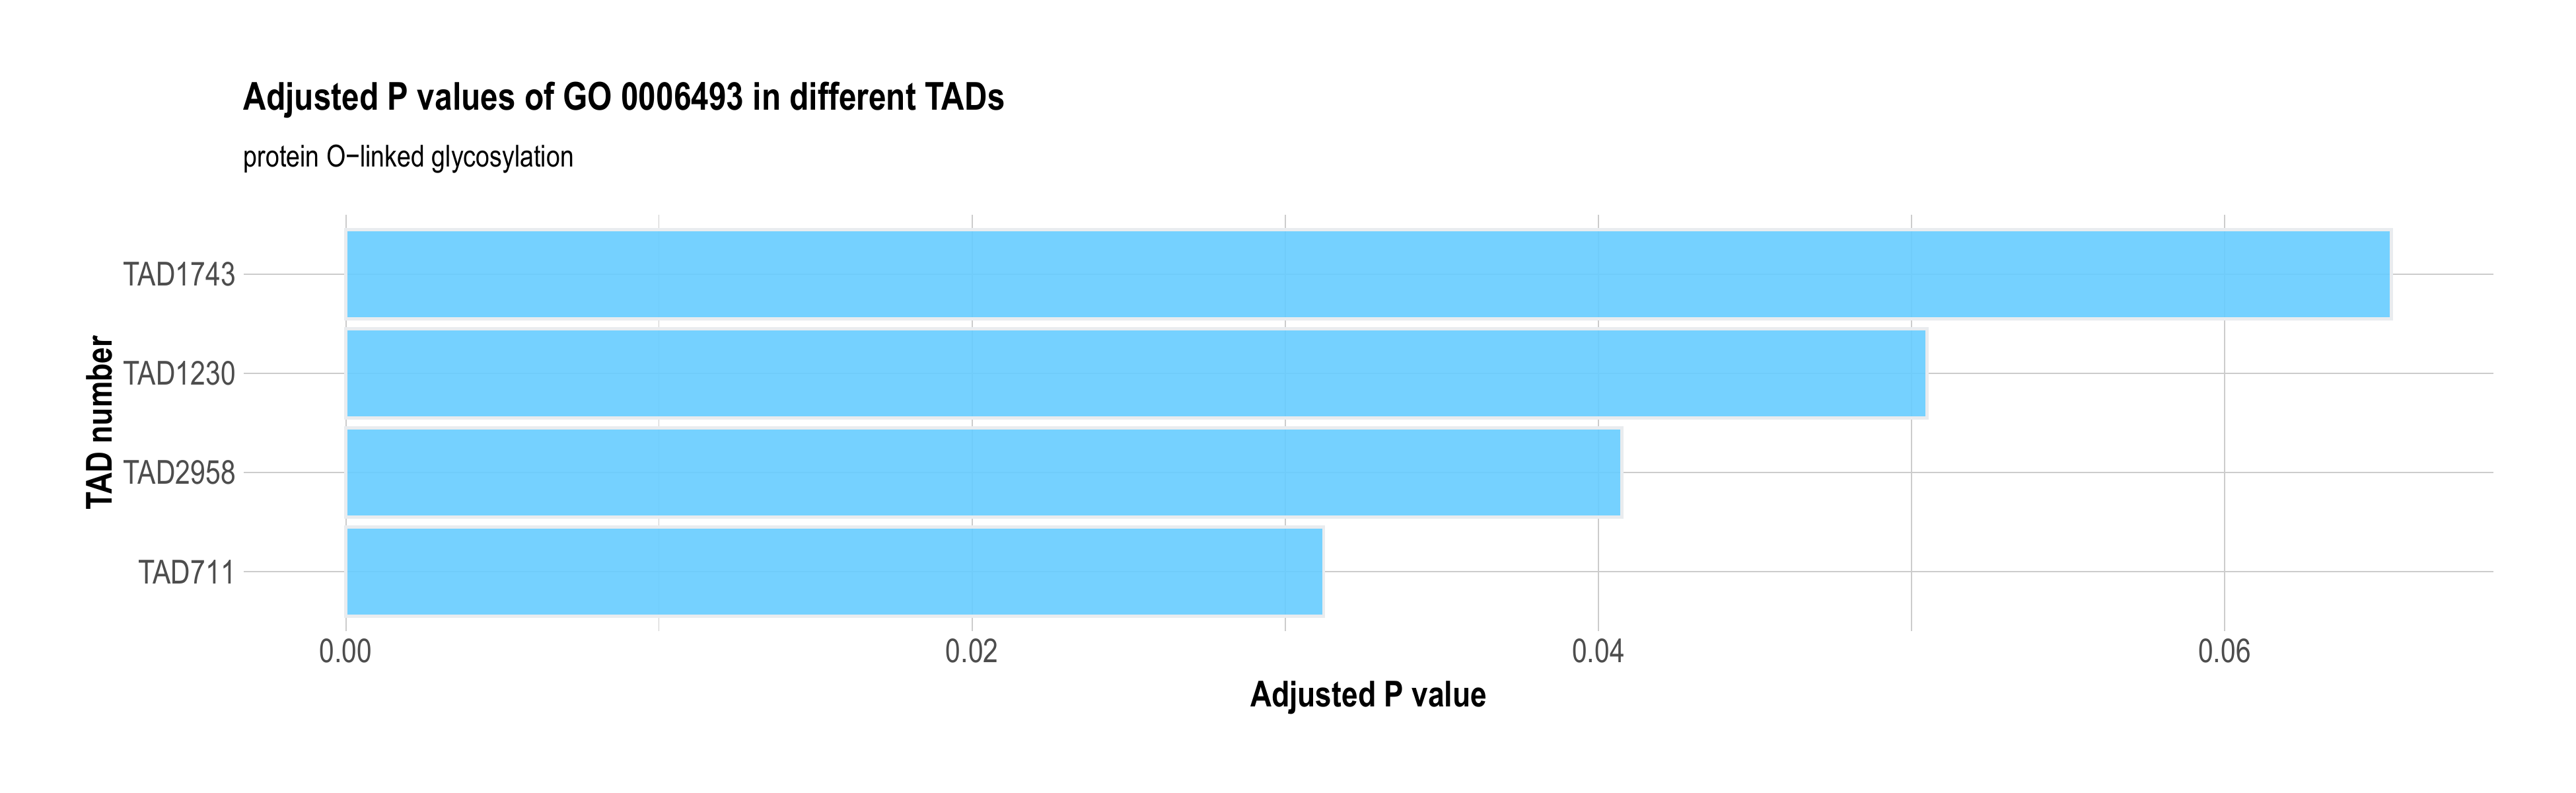 Adjusted P values of GO 0006493 in different TADs
protein O−linked glycosylation
TAD number
TAD1743
TAD1230
TAD2958
TAD711
0.00 0.02 0.04 0.06
Adjusted P value